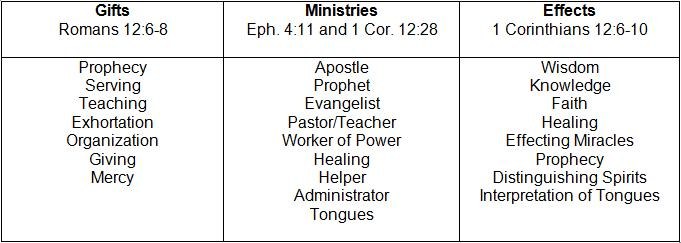 Gifts
Romans 12:6-8
Ministries
Eph. 4:11 and 1 Cor. 12:28
Effects
1 Corinthians 12:6-10
Prophecy
Serving
Teaching
Exhortation
Organization
Giving
Mercy
Apostle
Prophet
Evangelist
Pastor/Teacher
Worker of Power
Healing
Helper
Administrator
Tongues
Wisdom
Knowledge
Faith
Healing
Effecting Miracles
Prophecy
Distinguishing Spirits
Interpretation of Tongues